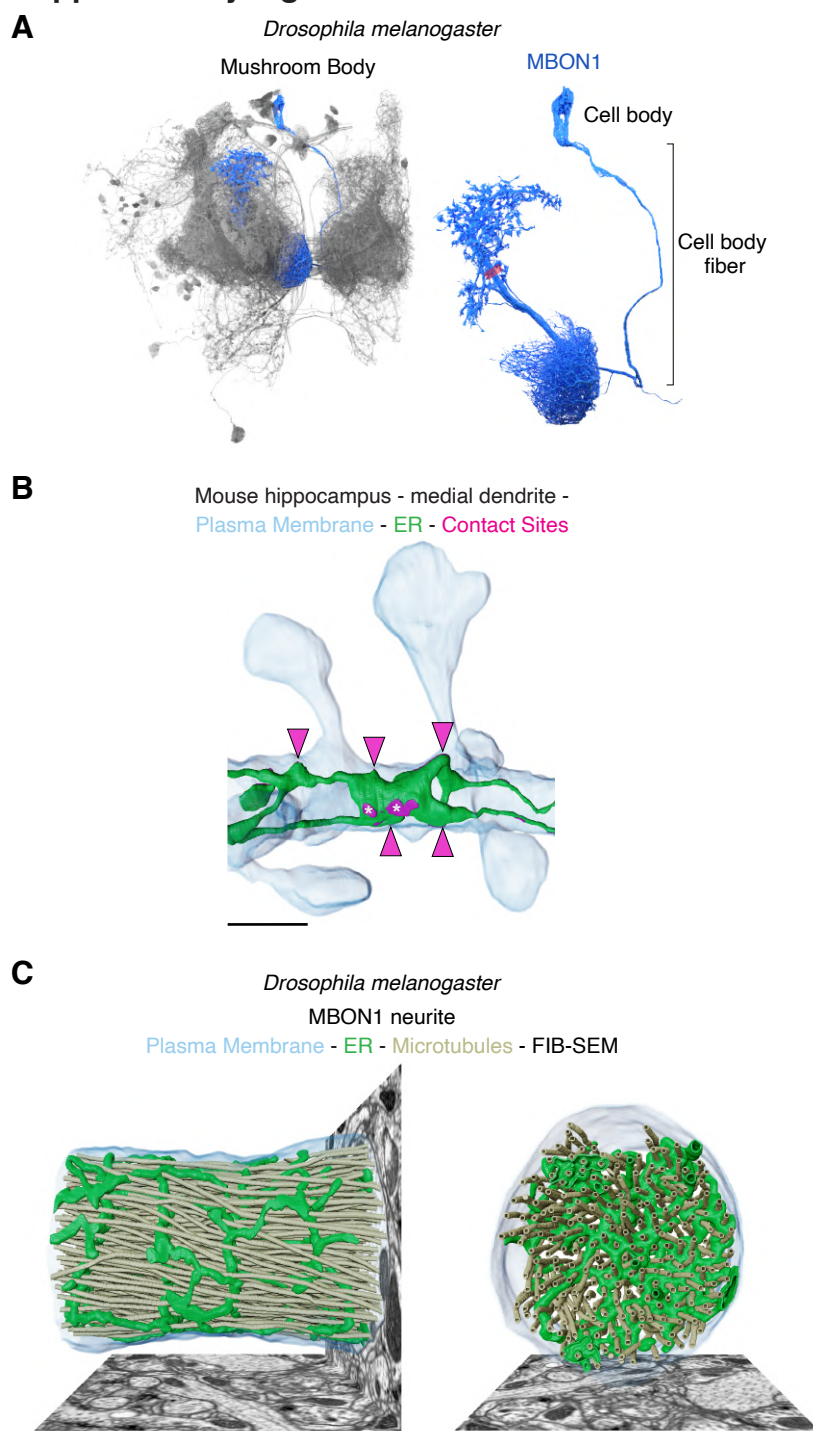 A
Drosophila melanogaster
Mushroom Body
MBON1
Cell body
Cell body
fiber
B
Mouse hippocampus - medial dendrite -
Plasma Membrane - ER - Contact Sites
*
*
C
Drosophila melanogaster
MBON1 neurite
Plasma Membrane - ER - Microtubules - FIB-SEM